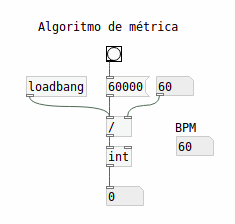 Algoritmo de métrica
loadbang
60000
60
/
BPM
int
60
0